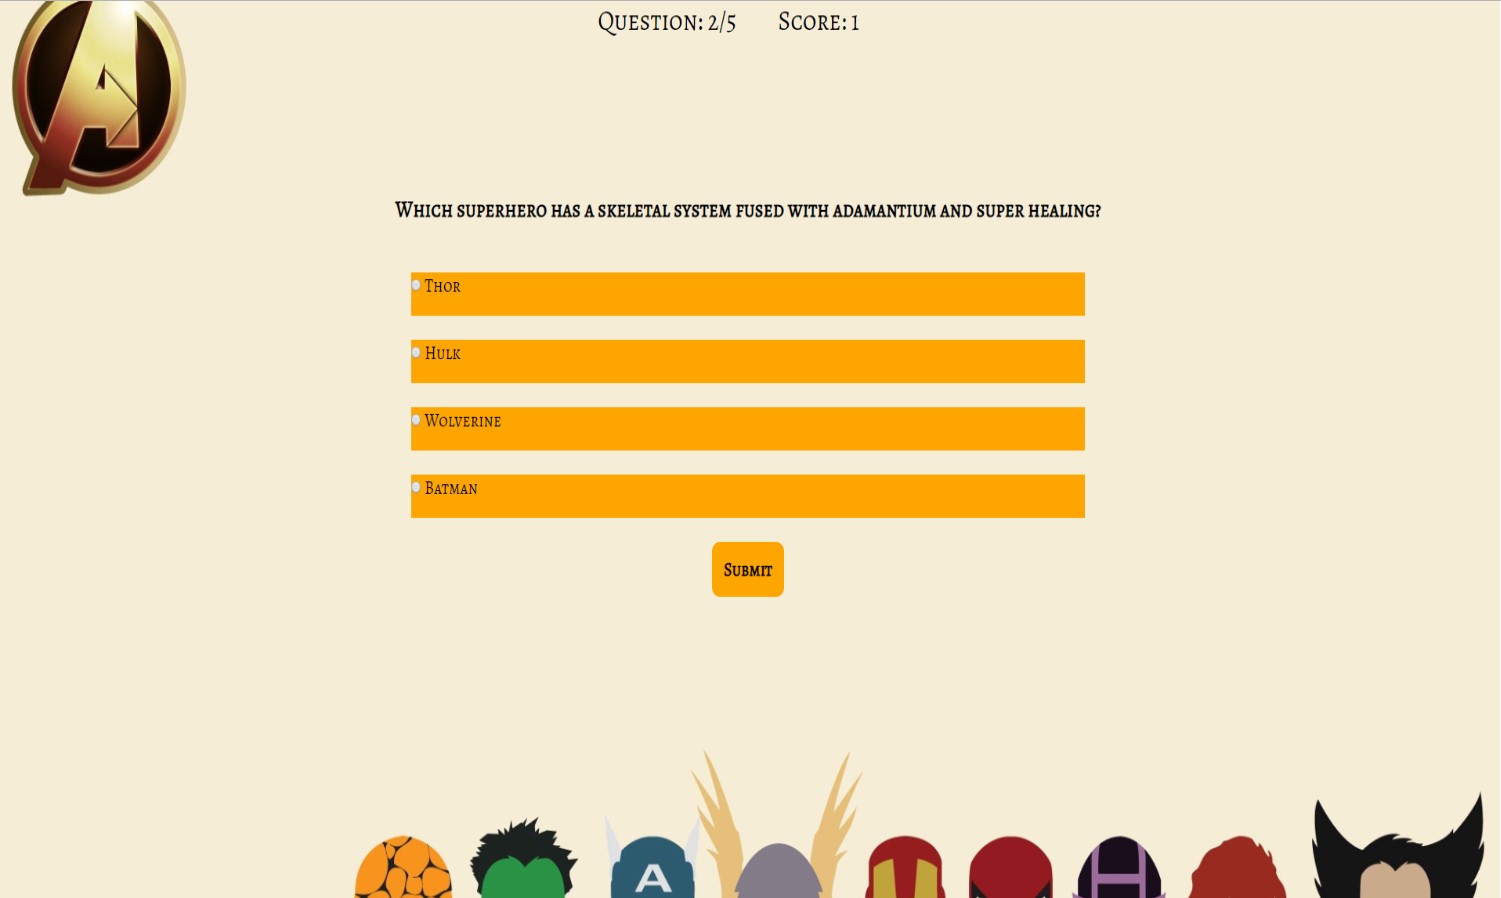 Question: 2/5 Score: 1
Which superhero has a skeletal system fused with adamantium and super healing?
Thor
Hulk
Wolverine
Batman
Submit
A